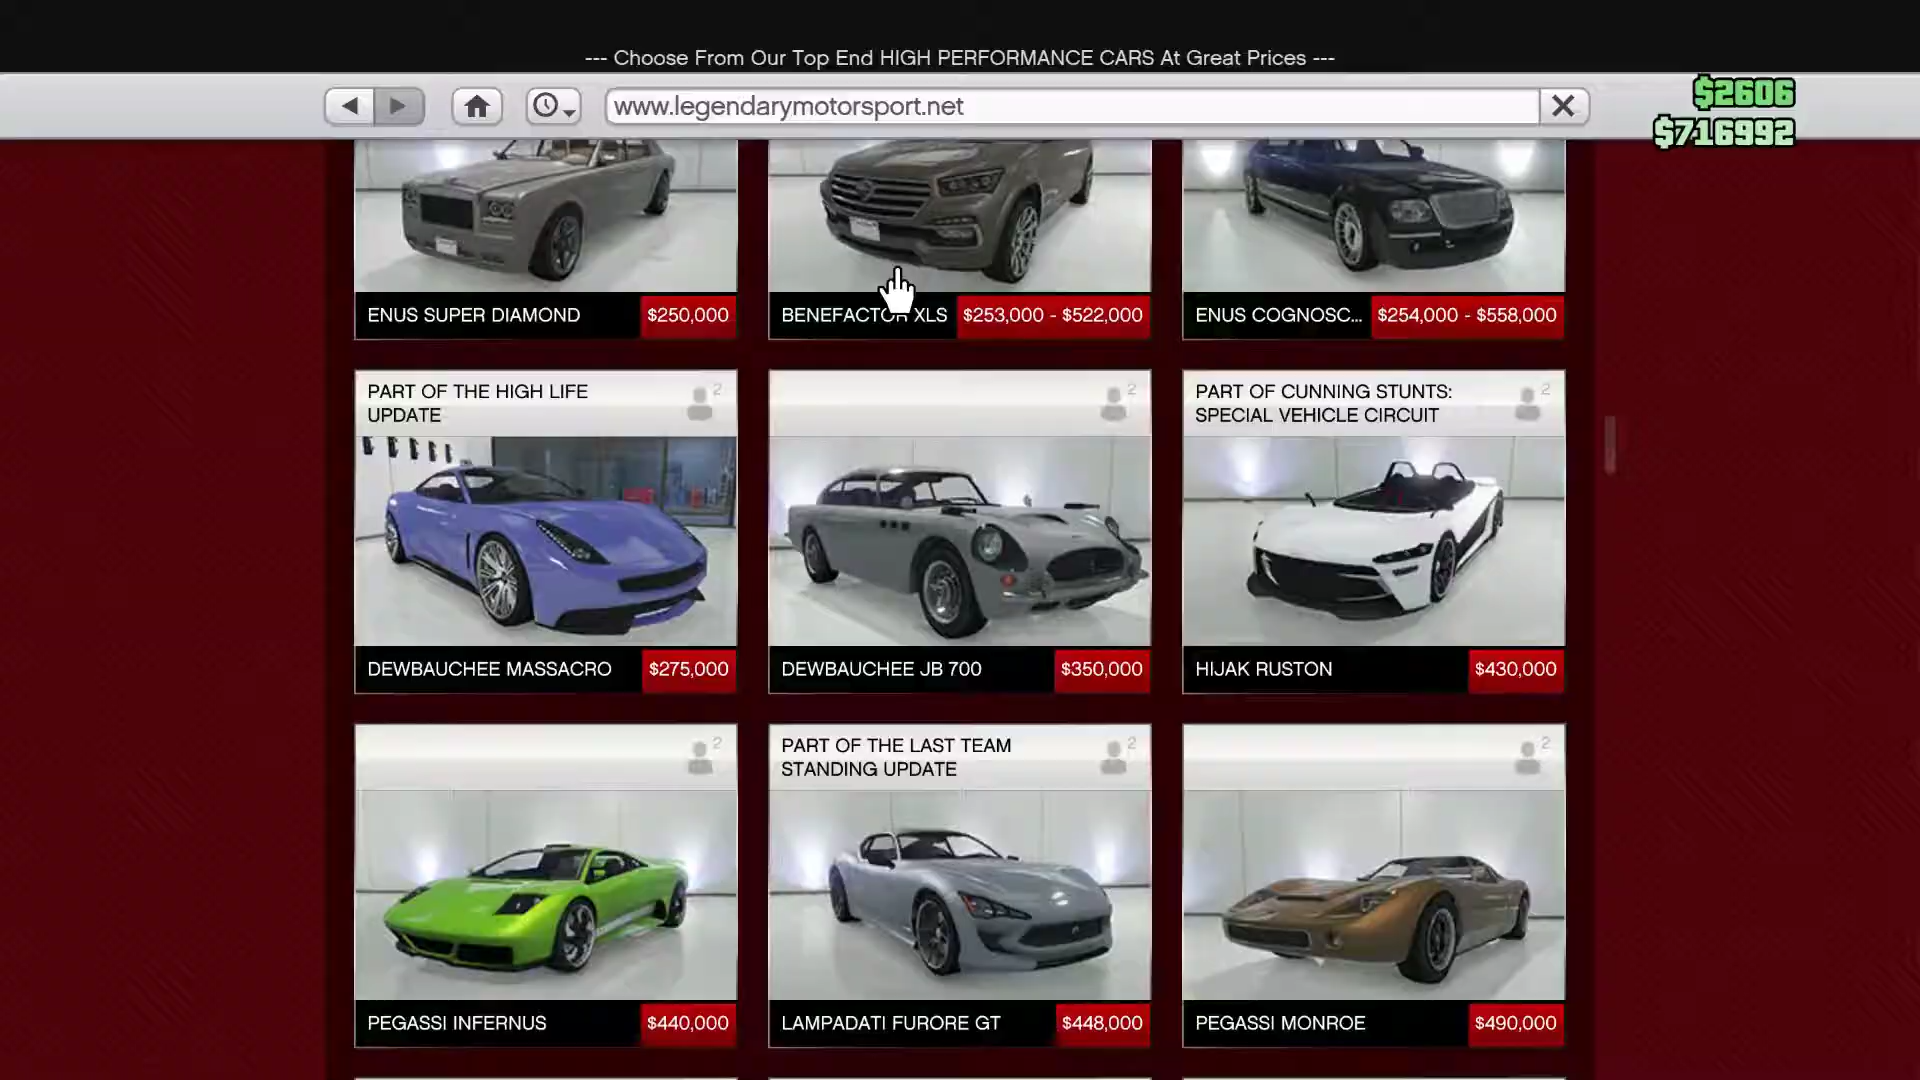 --- Choose From Our Top End HIGH PERFORMANCE CARS At Great Prices ---
www.legendarymotorsport.net
$2606
$716992
ENUS SUPER DIAMOND $250,000
BENEFACTOR XLS $253,000 - $522,000
ENUS COGNOSC... $254,000 - $558,000
PART OF THE HIGH LIFE
UPDATE
2
2
PART OF CUNNING STUNTS:
SPECIAL VEHICLE CIRCUIT
2
DEWBAUCHEE MASSACRO $275,000
DEWBAUCHEE JB 700 $350,000
HIJAK RUSTON $430,000
2
PART OF THE LAST TEAM
STANDING UPDATE
2
2
PEGASSI INFERNUS $440,000
LAMPADATI FURORE GT $448,000
PEGASSI MONROE $490,000